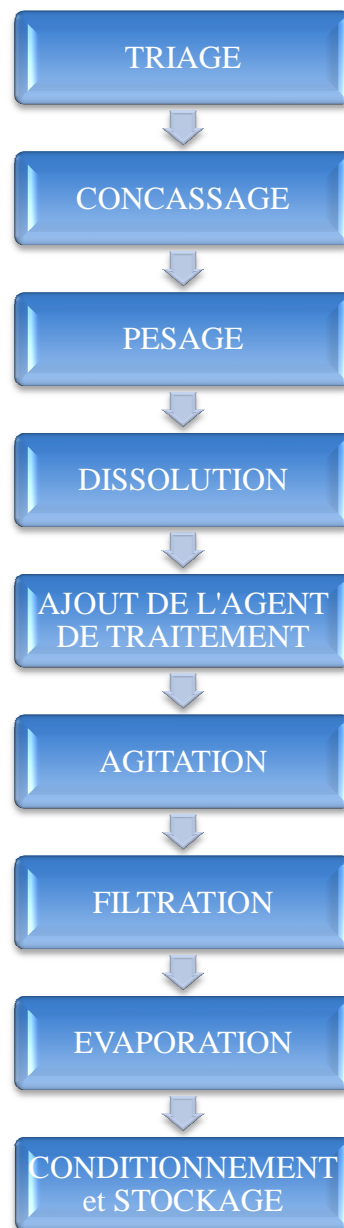 TRIAGE
CONCASSAGE
PESAGE
DISSOLUTION
AJOUT DE L'AGENT
DE TRAITEMENT
AGITATION
FILTRATION
EVAPORATION
CONDITIONNEMENT
et STOCKAGE